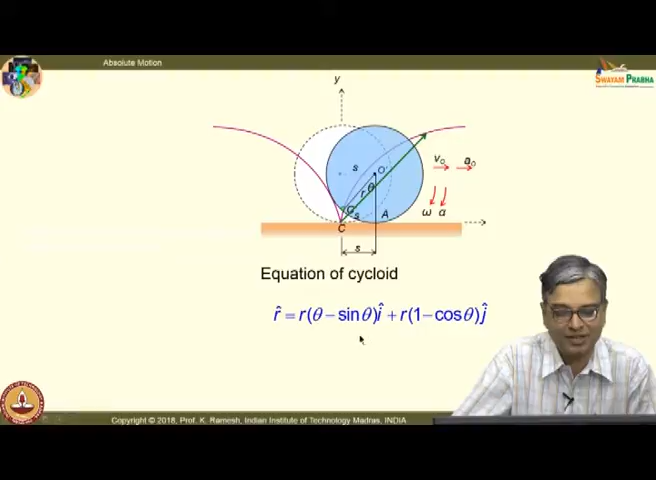 Absolute Motion
SWAYAM PRABHA
y
s
O
v₀ a₀
r θ
ω α
A
C
s
Equation of cycloid
r̂ = r(θ − sinθ)î + r(1 − cosθ)ĵ
Copyright © 2018, Prof. K. Ramesh, Indian Institute of Technology Madras, INDIA